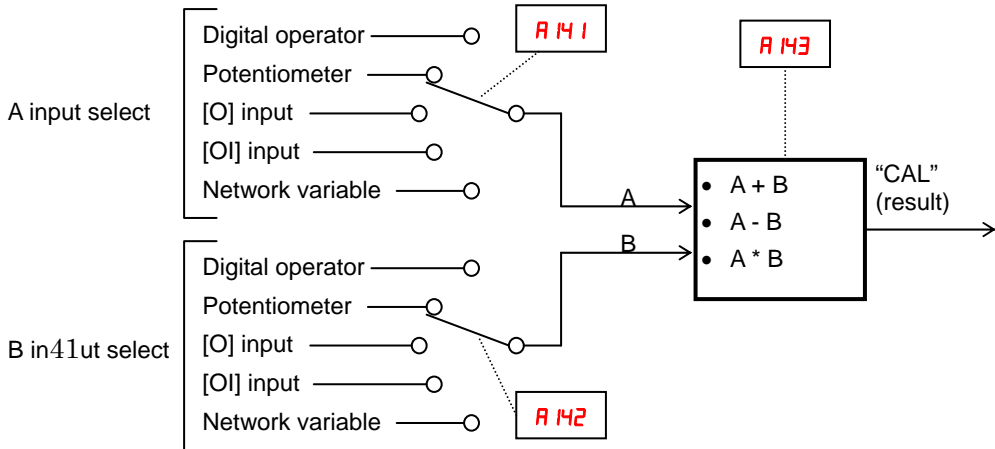 A input select
Digital operator
Potentiometer
[O] input
[OI] input
Network variable
A141
A
B in41ut select
Digital operator
Potentiometer
[O] input
[OI] input
Network variable
A142
B
A143
• A + B
• A - B
• A * B
“CAL”
(result)